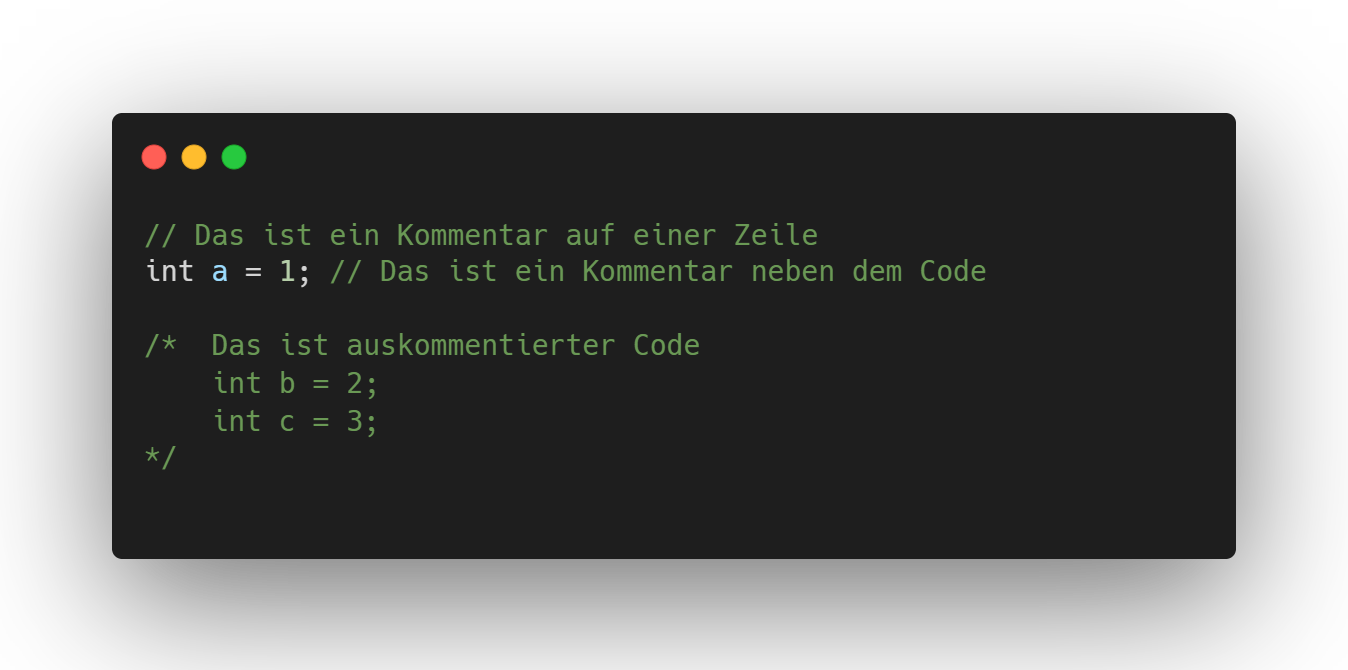 // Das ist ein Kommentar auf einer Zeile
int a = 1; // Das ist ein Kommentar neben dem Code
/*  Das ist auskommentierter Code
    int b = 2;
    int c = 3;
*/